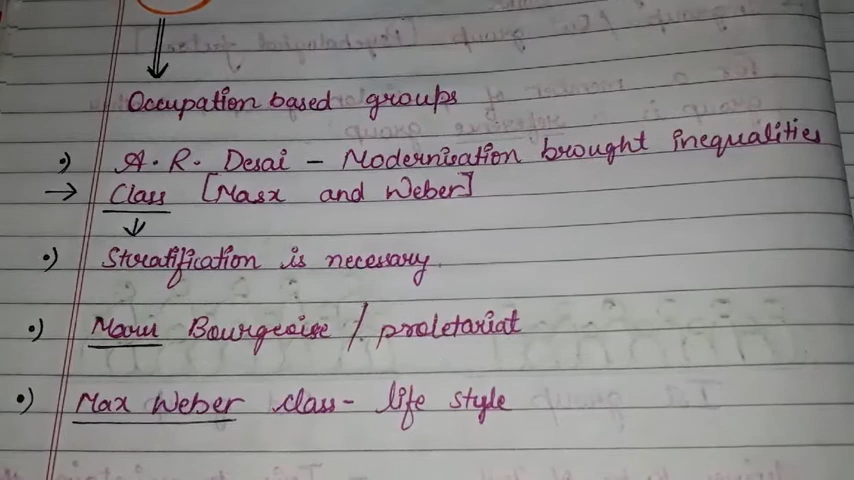 Occupation based groups
•) A. R. Desai - Modernisation brought inequalities
→ Class [Marx and Weber]
•) Stratification is necessary
•) Bourgeoise / proletariat
•) Max Weber class - life style